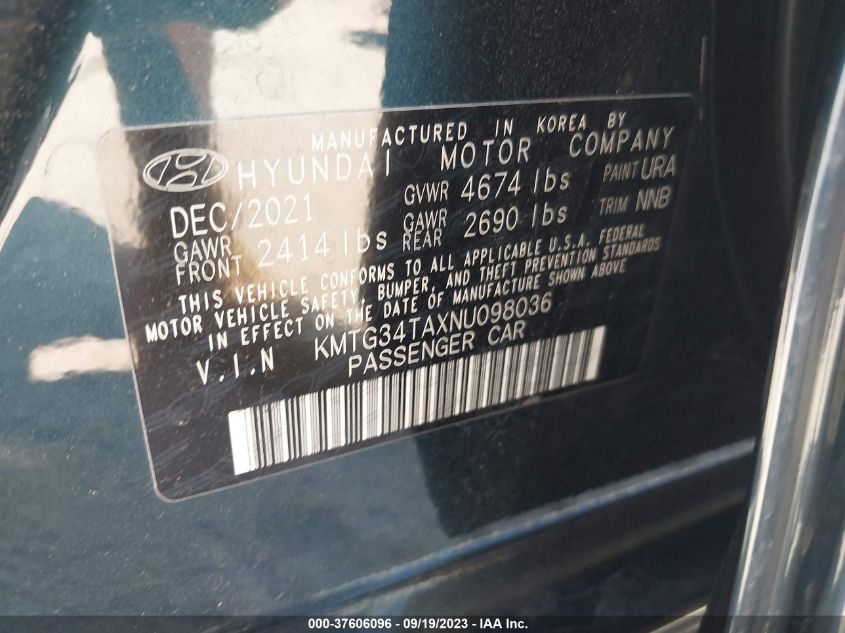 MANUFACTURED IN KOREA BY
HYUNDAI MOTOR COMPANY
DEC/2021 GVWR 4674 lbs PAINT URA
GAWR FRONT 2414 lbs GAWR REAR 2690 lbs TRIM NNB
THIS VEHICLE CONFORMS TO ALL APPLICABLE U.S.A. FEDERAL
MOTOR VEHICLE SAFETY, BUMPER, AND THEFT PREVENTION STANDARDS
IN EFFECT ON THE DATE OF MANUFACTURE SHOWN ABOVE
V.I.N KMTG34TAXNU098036
PASSENGER CAR
000-37606096 - 09/19/2023 - IAA Inc.